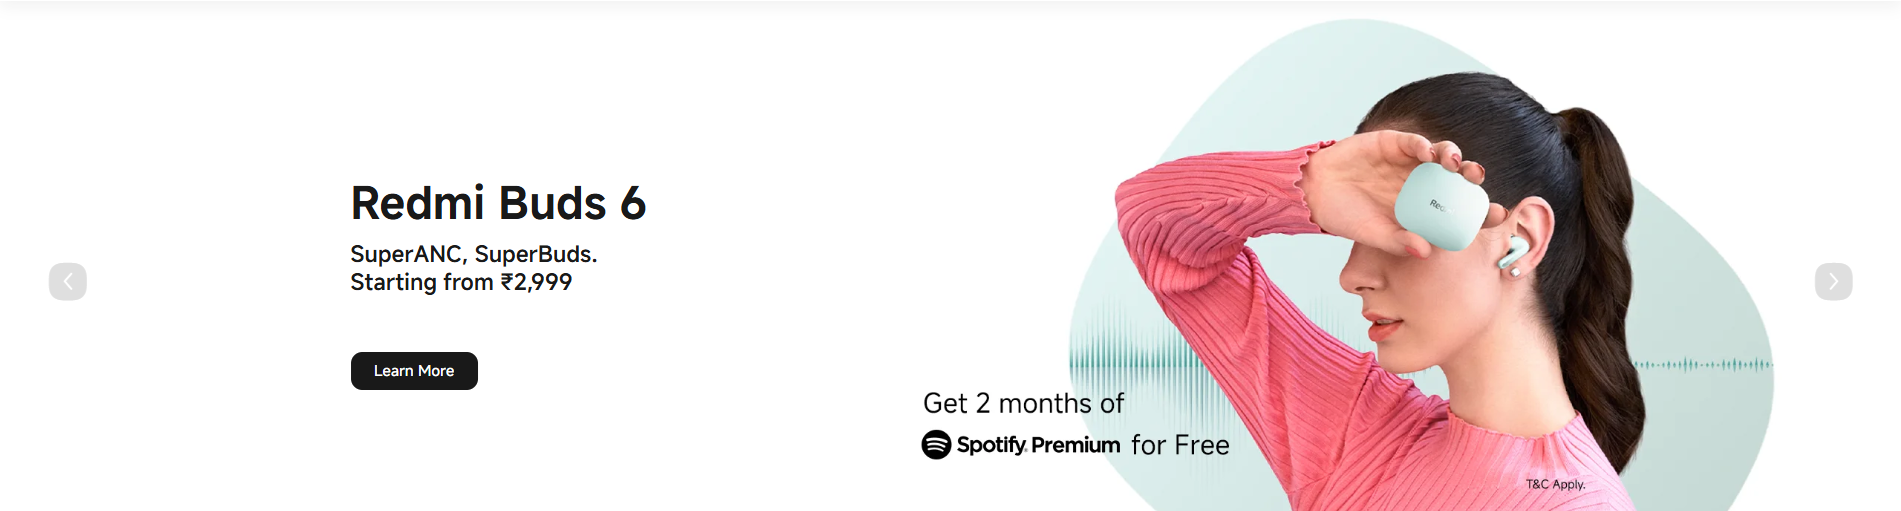 Redmi Buds 6
SuperANC, SuperBuds.
Starting from ₹2,999
Learn More
Get 2 months of
Spotify Premium for Free
T&C Apply.